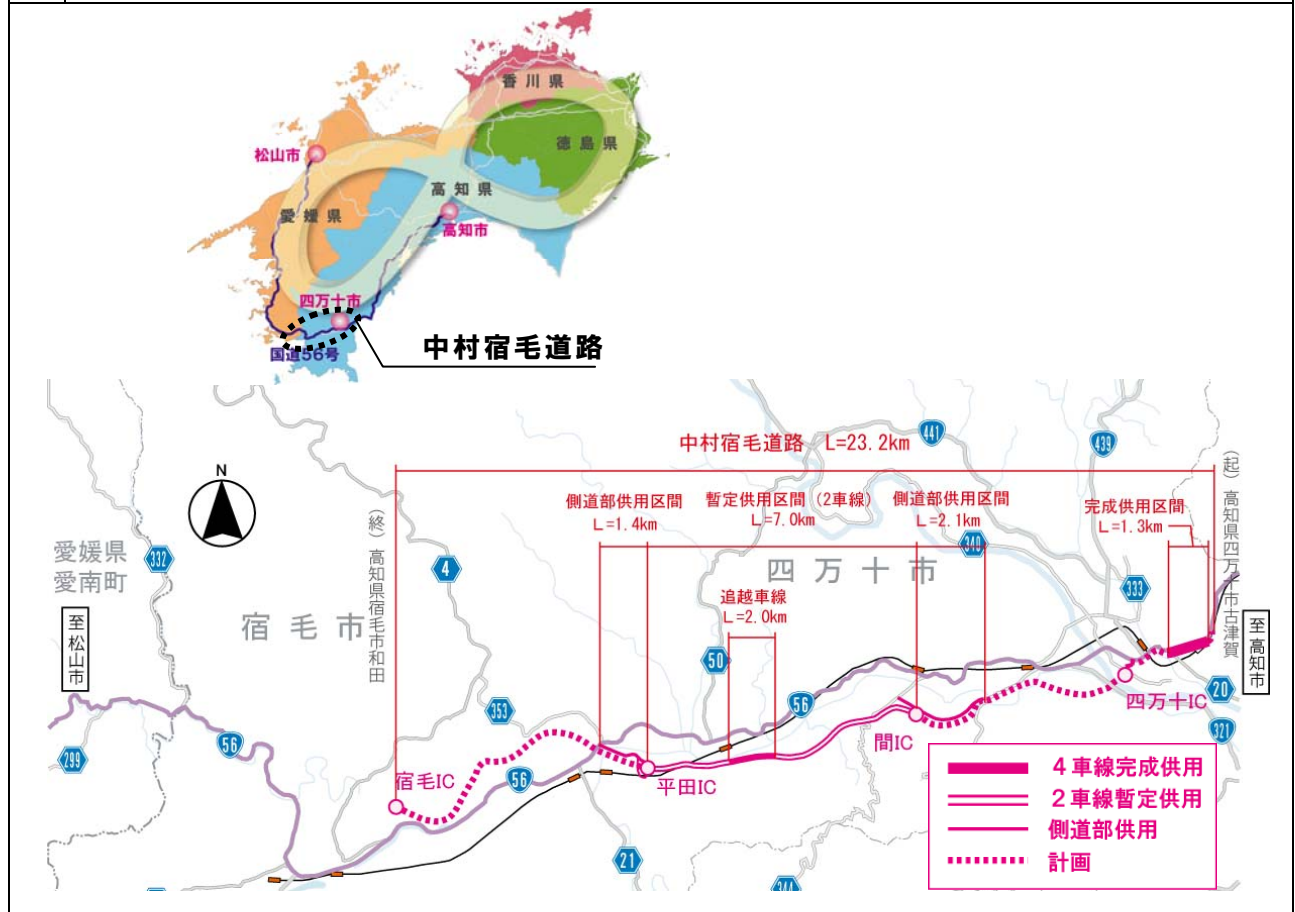 香川県
徳島県
松山市
高知県
愛媛県
高知市
四万十市
国道56号
中村宿毛道路
中村宿毛道路 L=23.2km
441
439
N
側道部供用区間
L=1.4km
暫定供用区間(2車線)
L=7.0km
側道部供用区間
L=2.1km
完成供用区間
L=1.3km
(起)高知県四万十市古津賀
(終)高知県宿毛市和田
愛媛県
愛南町
332
4
340
四万十市
333
追越車線
L=2.0km
宿毛市
至松山市
至高知市
50
20
353
56
四万十IC
321
299
56
間IC
宿毛IC
56
平田IC
21
344
4車線完成供用
2車線暫定供用
側道部供用
計画